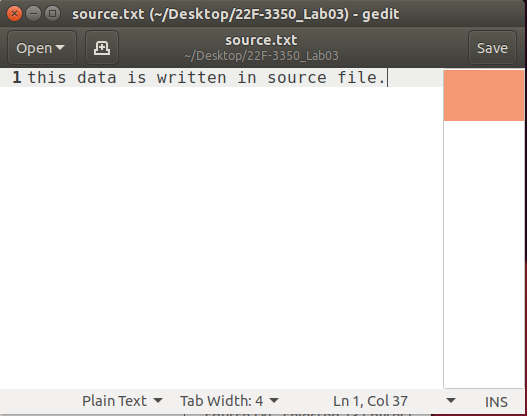 source.txt (~/Desktop/22F-3350_Lab03) - gedit
Open
source.txt
~/Desktop/22F-3350_Lab03
Save
1 this data is written in source file.
Plain Text
Tab Width: 4
Ln 1, Col 37
INS